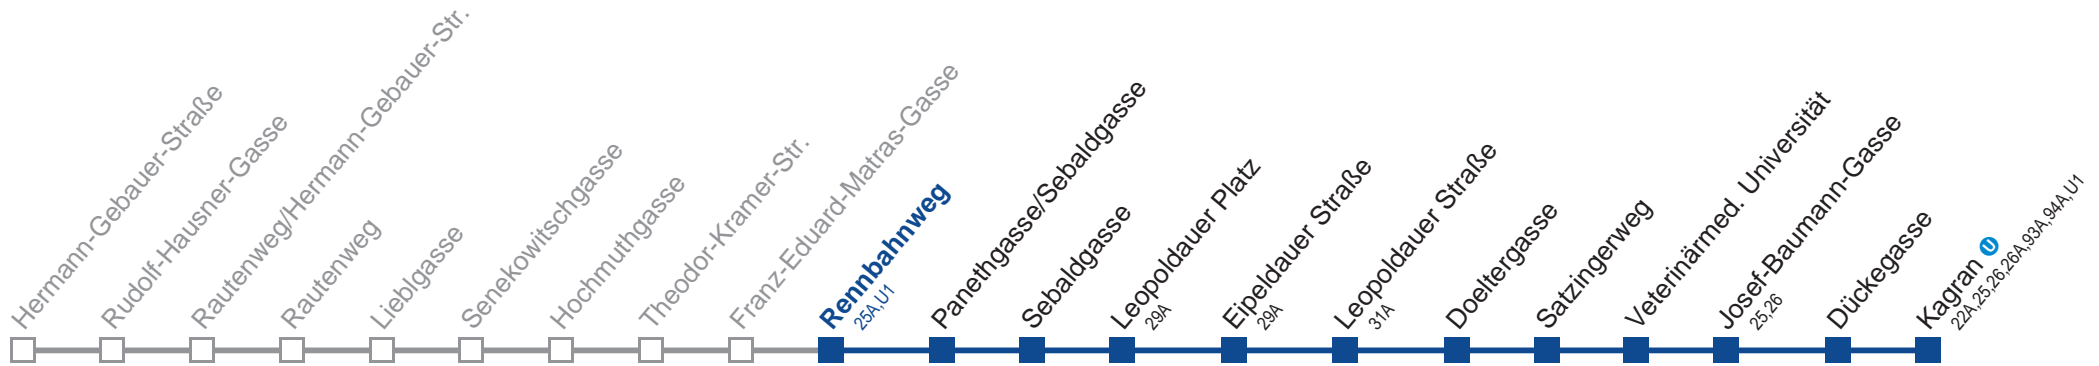 Hermann-Gebauer-Straße
Rudolf-Hausner-Gasse
Rautenweg/Hermann-Gebauer-Str.
Rautenweg
Lieblgasse
Senekowitschgasse
Hochmuthgasse
Theodor-Kramer-Str.
Franz-Eduard-Matras-Gasse
Rennbahnweg
25A,U1
Panethgasse/Sebaldgasse
Sebaldgasse
Leopoldauer Platz
29A
Eipeldauer Straße
29A
Leopoldauer Straße
31A
Doeltergasse
Satzingerweg
Veterinärmed. Universität
Josef-Baumann-Gasse
25,26
Dückegasse
Kagran U
22A,25,26,26A,93A,94A,U1